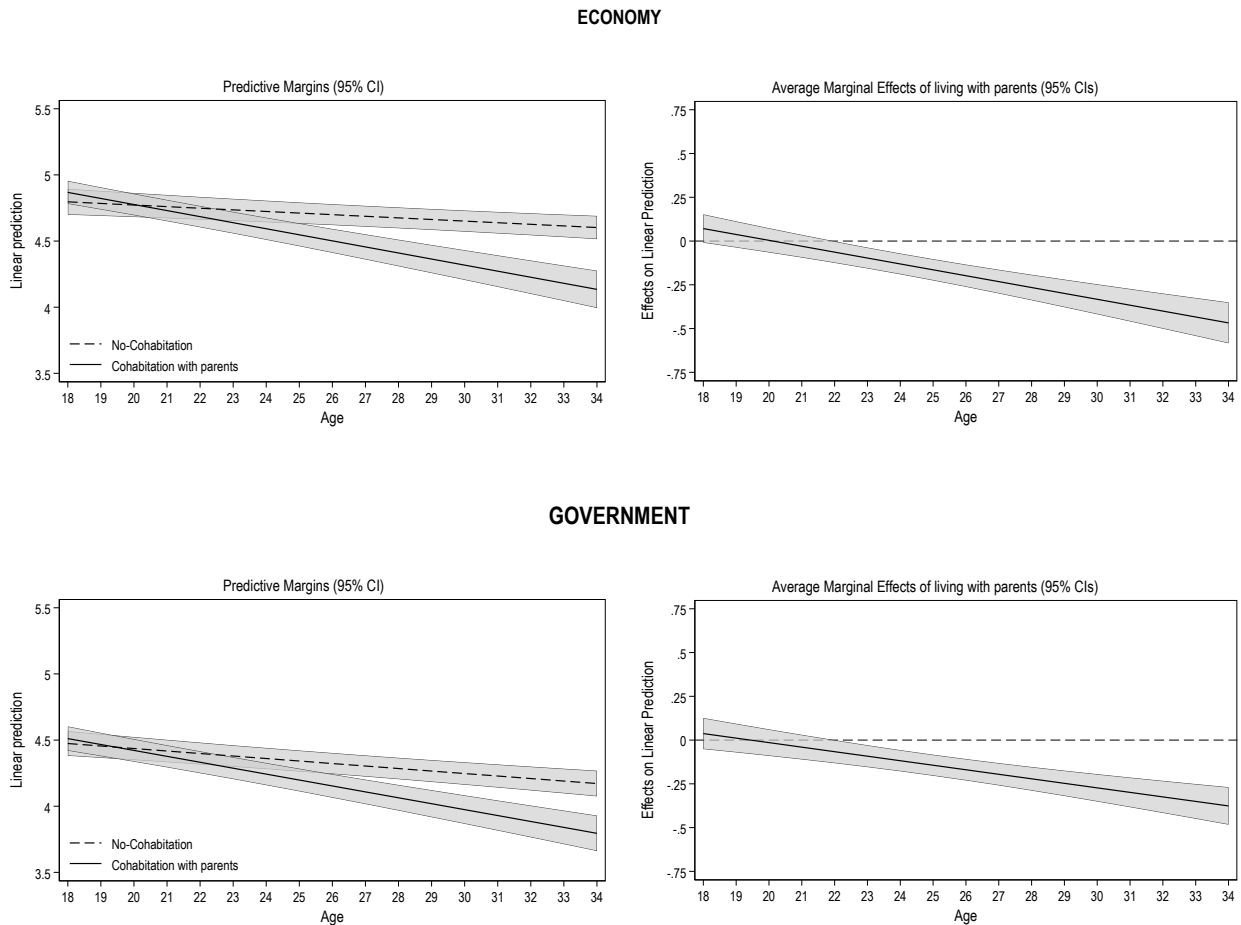 ECONOMY
Predictive Margins (95% CI)
5.5
5
4.5
4
3.5
Linear prediction
No-Cohabitation
Cohabitation with parents
18 19 20 21 22 23 24 25 26 27 28 29 30 31 32 33 34
Age
Average Marginal Effects of living with parents (95% CIs)
.75
.5
.25
0
-.25
-.5
-.75
Effects on Linear Prediction
18 19 20 21 22 23 24 25 26 27 28 29 30 31 32 33 34
Age
GOVERNMENT
Predictive Margins (95% CI)
5.5
5
4.5
4
3.5
Linear prediction
No-Cohabitation
Cohabitation with parents
18 19 20 21 22 23 24 25 26 27 28 29 30 31 32 33 34
Age
Average Marginal Effects of living with parents (95% CIs)
.75
.5
.25
0
-.25
-.5
-.75
Effects on Linear Prediction
18 19 20 21 22 23 24 25 26 27 28 29 30 31 32 33 34
Age